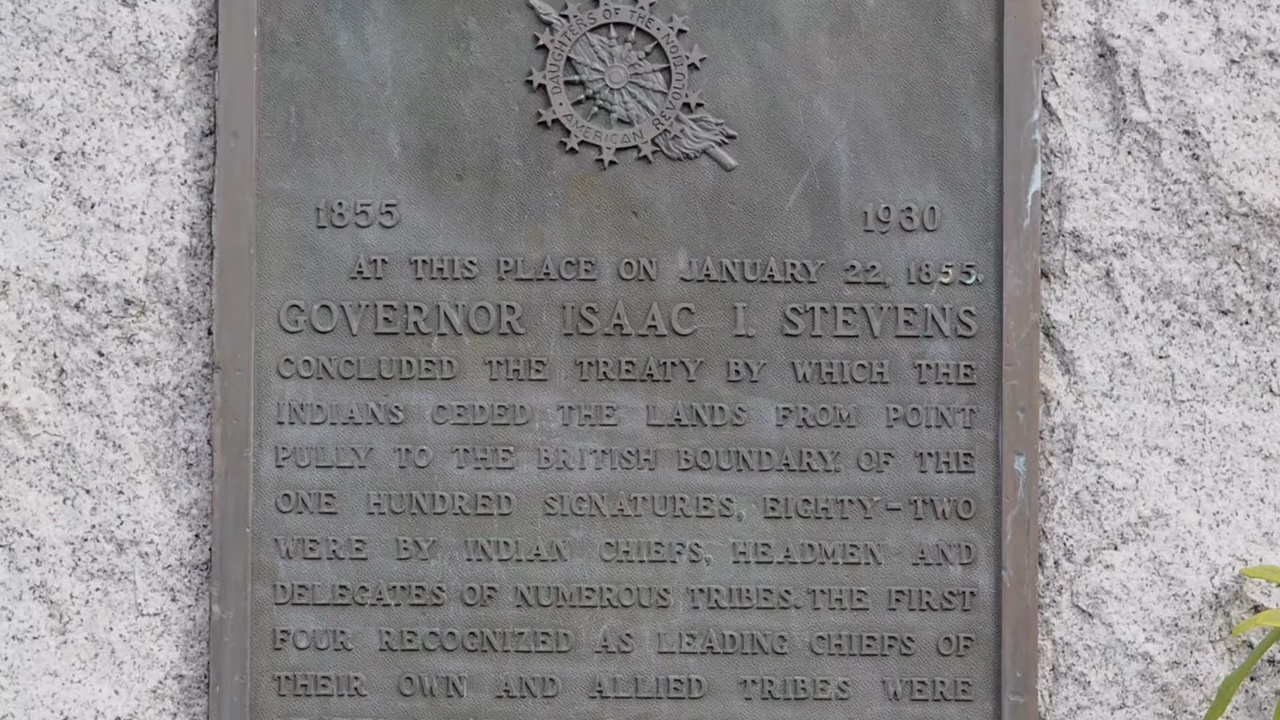 DAUGHTERS OF THE AMERICAN REVOLUTION
1855 1930
AT THIS PLACE ON JANUARY 22, 1855,
GOVERNOR ISAAC I. STEVENS
CONCLUDED THE TREATY BY WHICH THE
INDIANS CEDED THE LANDS FROM POINT
PULLY TO THE BRITISH BOUNDARY. OF THE
ONE HUNDRED SIGNATURES, EIGHTY-TWO
WERE BY INDIAN CHIEFS, HEADMEN AND
DELEGATES OF NUMEROUS TRIBES. THE FIRST
FOUR RECOGNIZED AS LEADING CHIEFS OF
THEIR OWN AND ALLIED TRIBES WERE